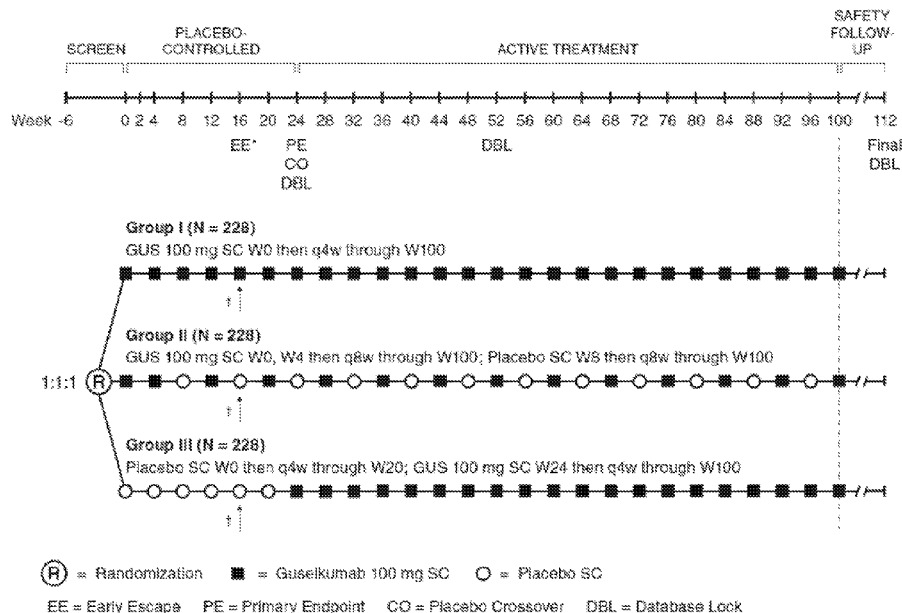 SAFETY
PLACEBO- FOLLOW-
SCREEN CONTROLLED ACTIVE TREATMENT UP
Week -6 0 2 4 8 12 16 20 24 28 32 36 40 44 48 52 56 60 64 68 72 76 80 84 88 92 96 100 112
EE* PE DBL Final
CO DBL
DBL
Group I (N = 228)
GUS 100 mg SC W0 then q4w through W100
†
Group II (N = 228)
GUS 100 mg SC W0, W4 then q8w through W100; Placebo SC W8 then q8w through W100
1:1:1 R
†
Group III (N = 228)
Placebo SC W0 then q4w through W20; GUS 100 mg SC W24 then q4w through W100
†
R = Randomization = Guselkumab 100 mg SC = Placebo SC
EE = Early Escape PE = Primary Endpoint CO = Placebo Crossover DBL = Database Lock